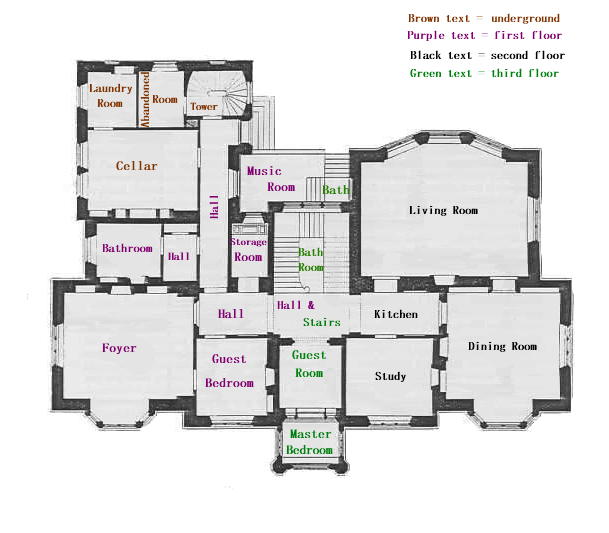 Brown text = underground
Purple text = first floor
Black text = second floor
Green text = third floor
Laundry
Room
Abandoned
Room
Tower
Cellar
Music
Room
Bath
Hall
Living Room
Bathroom
Hall
Storage
Room
Bath
Room
Hall
Hall &
Stairs
Kitchen
Foyer
Guest
Bedroom
Guest
Room
Study
Dining Room
Master
Bedroom